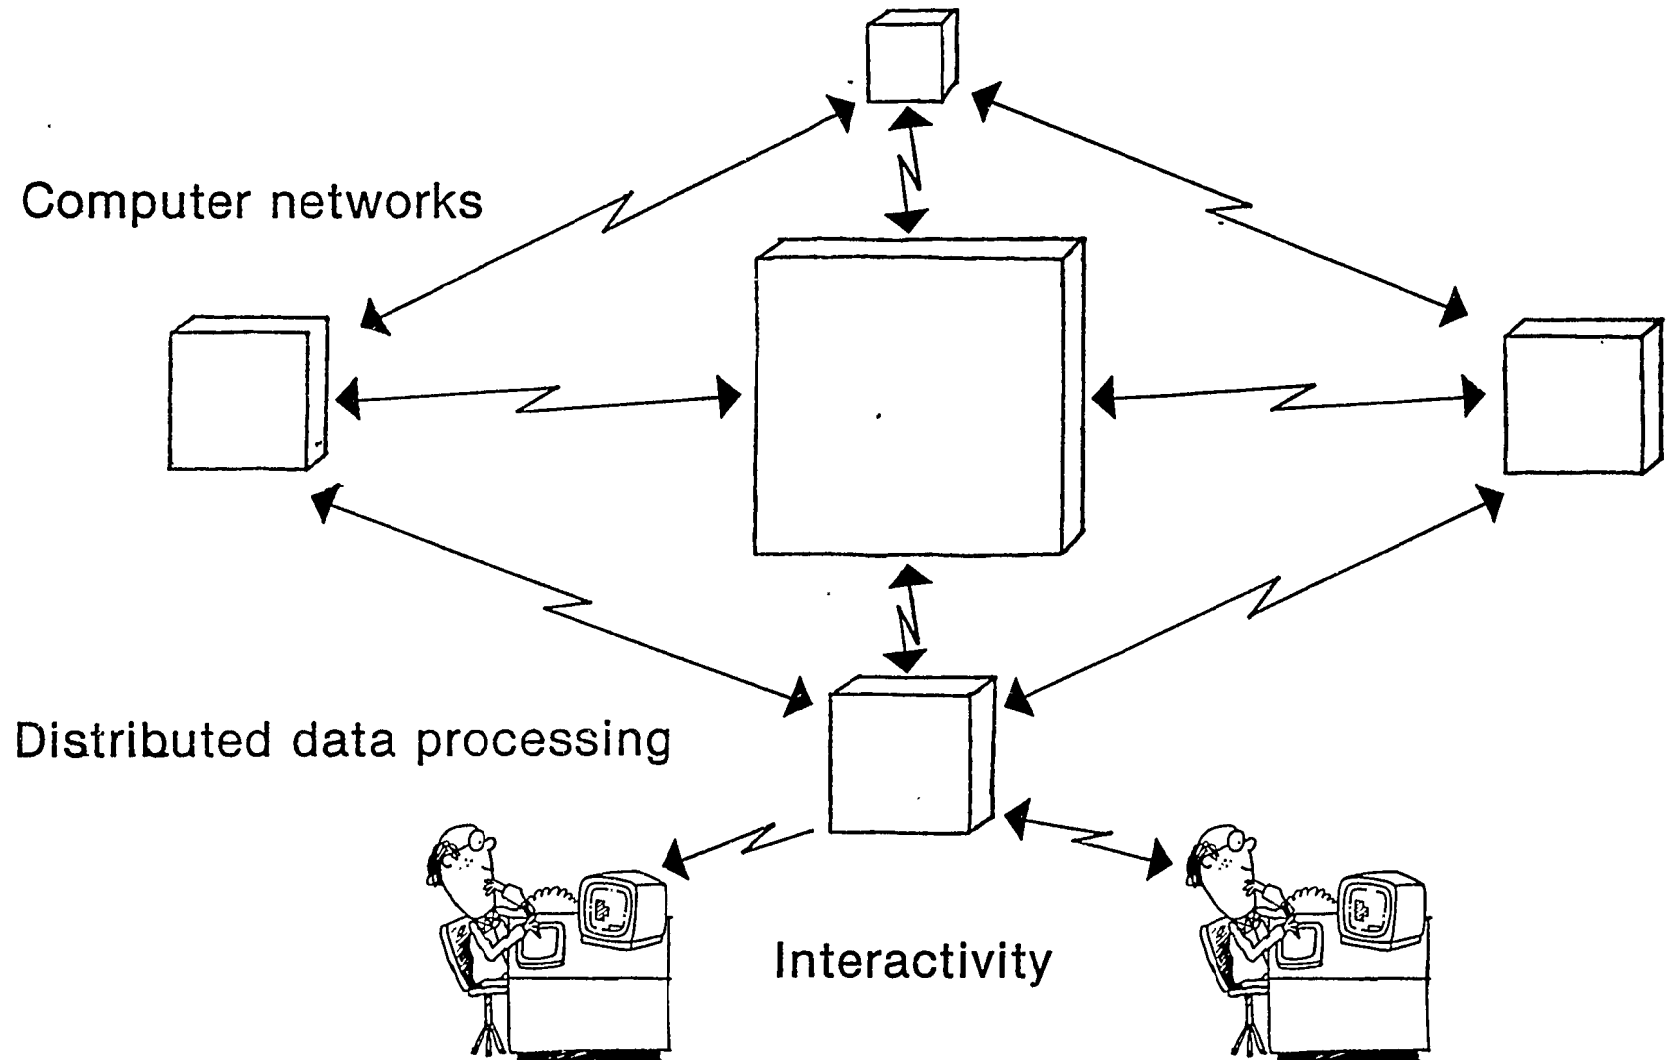 Computer networks
Distributed data processing
Interactivity